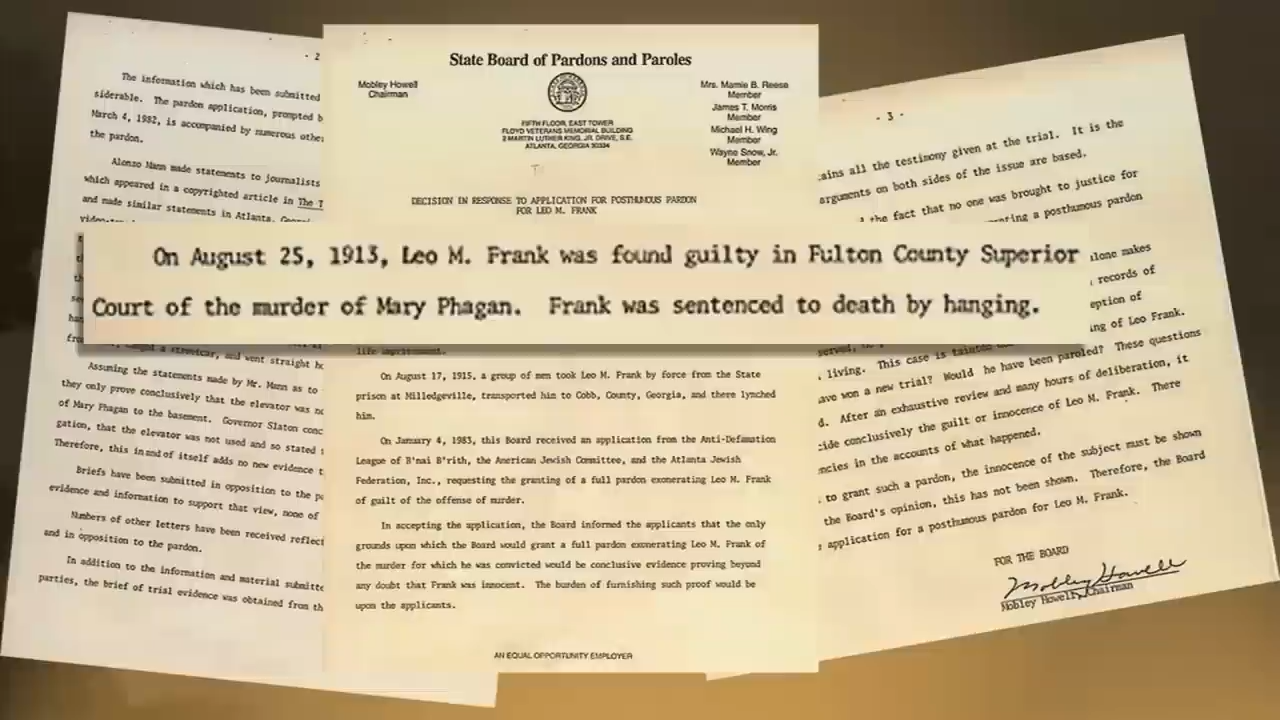 - 2
The information which has been submitted
siderable. The pardon application, prompted b
March 4, 1982, is accompanied by numerous othe
the pardon.
Alonzo Mann made statements to journalists
which appeared in a copyrighted article in The T
and made similar statements in Atlanta,
State Board of Pardons and Paroles
Mobley Howell
Chairman
FIFTH FLOOR, EAST TOWER
FLOYD VETERANS MEMORIAL BUILDING
2 MARTIN LUTHER KING, JR. DRIVE, S.E.
ATLANTA, GEORGIA 30334
Mrs. Mamie B. Reese
Member
James T. Morris
Member
Michael H. Wing
Member
Wayne Snow, Jr.
Member
DECISION IN RESPONSE TO APPLICATION FOR POSTHUMOUS PARDON
FOR LEO M. FRANK
- 3 -
ains all the testimony given at the trial. It is the
arguments on both sides of the issue are based.
the fact that no one was brought to justice for
a posthumous pardon
On August 25, 1913, Leo M. Frank was found guilty in Fulton County Superior
Court of the murder of Mary Phagan. Frank was sentenced to death by hanging.
alone makes
records of
eption of
ing of Leo Frank.
a streetcar, and went straight ho
Assuming the statements made by Mr. Mann as to
they only prove conclusively that the elevator was no
of Mary Phagan to the basement. Governor Slaton conc
gation, that the elevator was not used and so stated
Therefore, this in and of itself adds no new evidence t
Briefs have been submitted in opposition to the pa
evidence and information to support that view, none of
Numbers of other letters have been received reflect
and in opposition to the pardon.
In addition to the information and material submitte
parties, the brief of trial evidence was obtained from th
life imprisonment.
On August 17, 1915, a group of men took Leo M. Frank by force from the State
prison at Milledgeville, transported him to Cobb, County, Georgia, and there lynched
him.
On January 4, 1983, this Board received an application from the Anti-Defamation
League of B'nai B'rith, the American Jewish Committee, and the Atlanta Jewish
Federation, Inc., requesting the granting of a full pardon exonerating Leo M. Frank
of guilt of the offense of murder.
In accepting the application, the Board informed the applicants that the only
grounds upon which the Board would grant a full pardon exonerating Leo M. Frank of
the murder for which he was convicted would be conclusive evidence proving beyond
any doubt that Frank was innocent. The burden of furnishing such proof would be
upon the applicants.
AN EQUAL OPPORTUNITY EMPLOYER
living. This case is tainted
ave won a new trial? Would he have been paroled? These questions
d. After an exhaustive review and many hours of deliberation, it
cide conclusively the guilt or innocence of Leo M. Frank. There
ncies in the accounts of what happened.
to grant such a pardon, the innocence of the subject must be shown
the Board's opinion, this has not been shown. Therefore, the Board
application for a posthumous pardon for Leo M. Frank.
FOR THE BOARD
Mobley Howell
Mobley Howell, Chairman